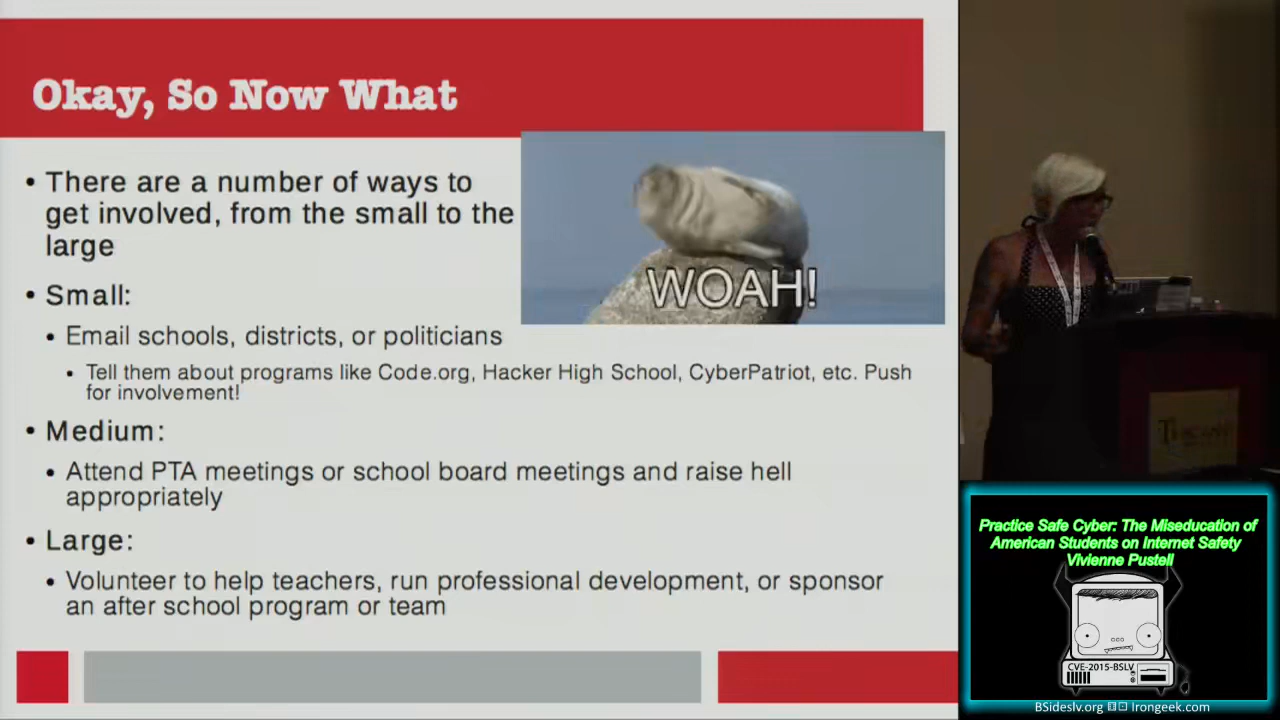 Okay, So Now What
• There are a number of ways to
get involved, from the small to the
large
WOAH!
• Small:
• Email schools, districts, or politicians
• Tell them about programs like Code.org, Hacker High School, CyberPatriot, etc. Push
for involvement!
• Medium:
• Attend PTA meetings or school board meetings and raise hell
appropriately
• Large:
• Volunteer to help teachers, run professional development, or sponsor
an after school program or team
Practice Safe Cyber: The Miseducation of
American Students on Internet Safety
Vivienne Pustell
CVE-2015-BSLV
BSideslv.org Irongeek.com